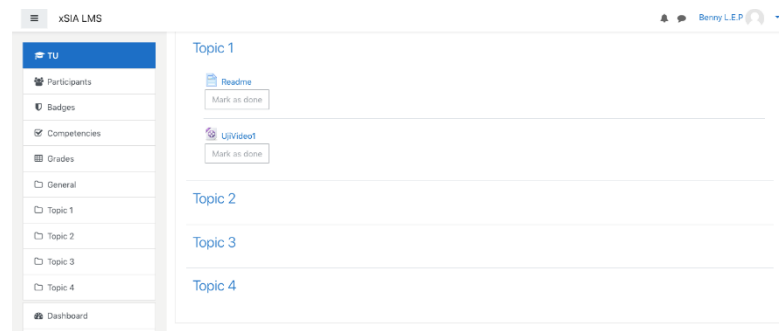 xSIA LMS
Benny L.E.P
TU
Participants
Badges
Competencies
Grades
General
Topic 1
Topic 2
Topic 3
Topic 4
Dashboard
Topic 1
Readme
Mark as done
UjiVideo1
Mark as done
Topic 2
Topic 3
Topic 4